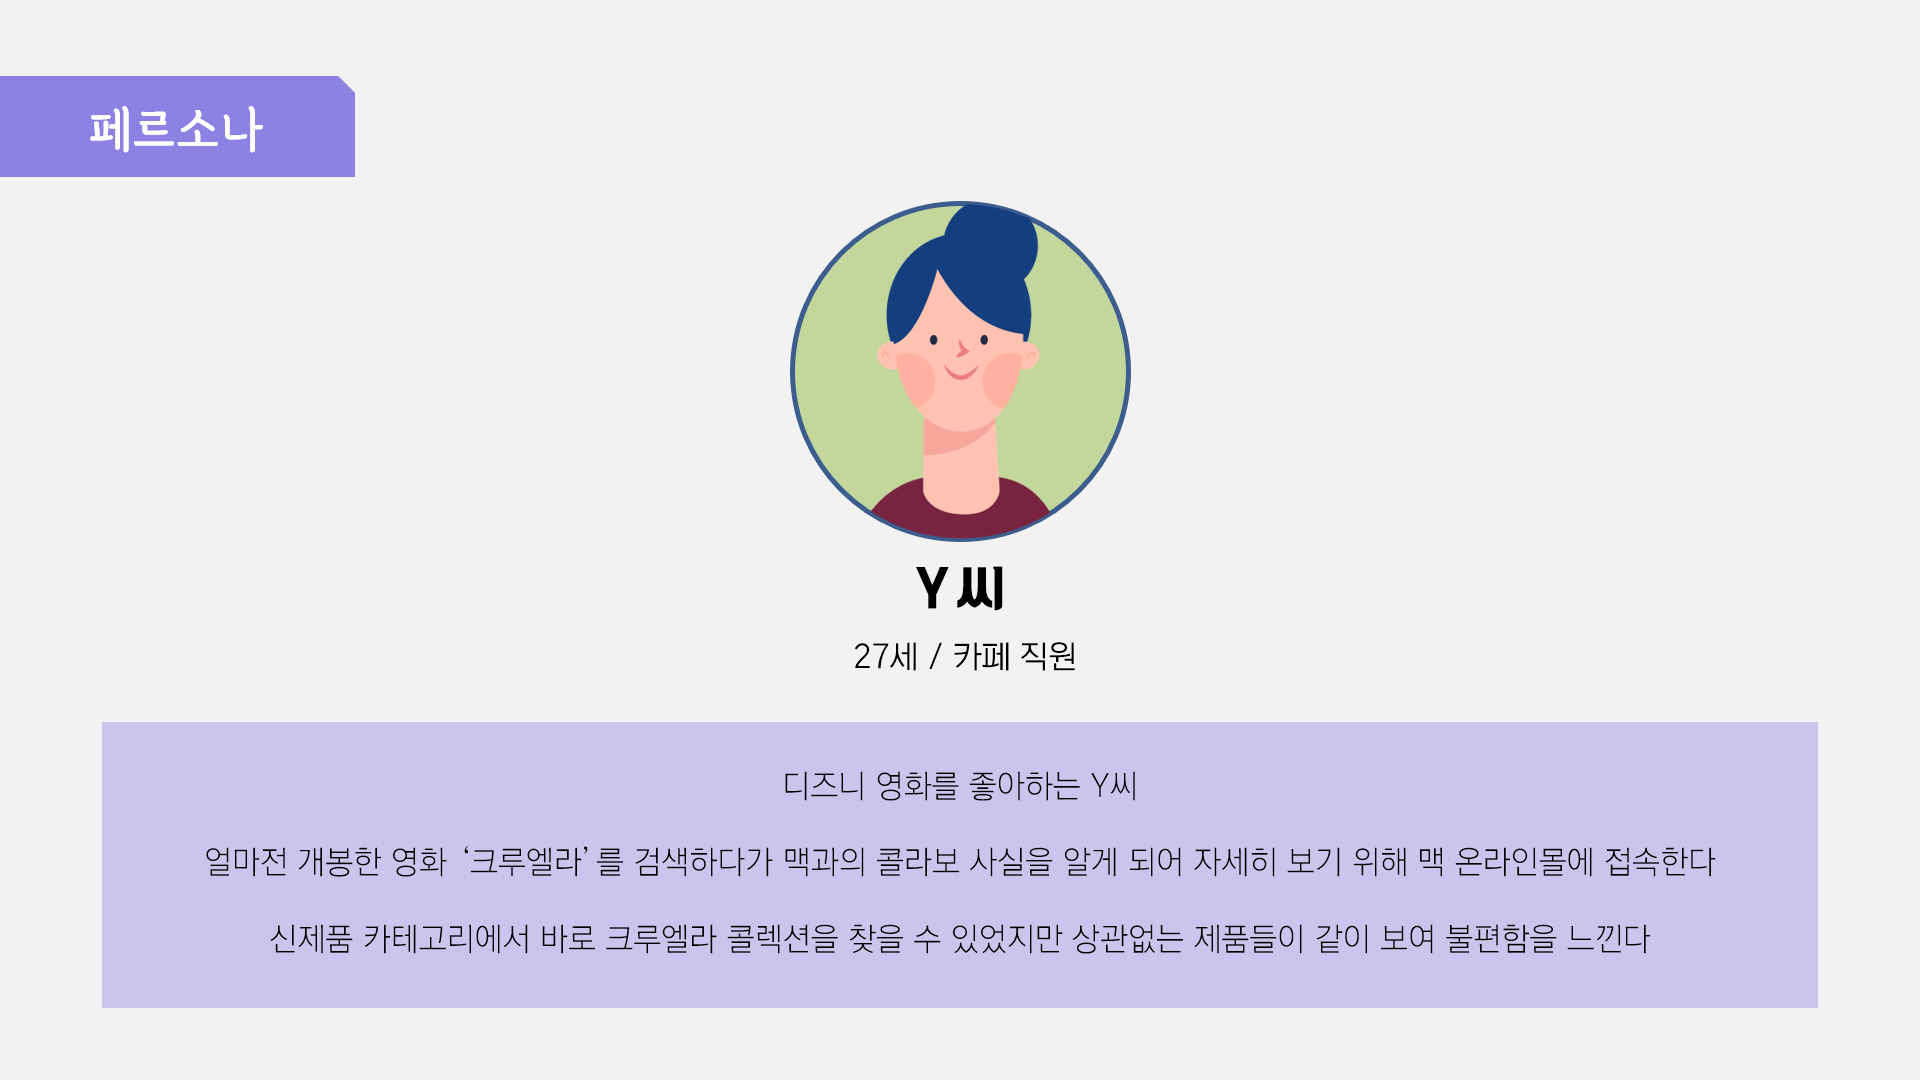 페르소나
Y 씨
27세 / 카페 직원
디즈니 영화를 좋아하는 Y씨
얼마전 개봉한 영화 ‘크루엘라’를 검색하다가 맥과의 콜라보 사실을 알게 되어 자세히 보기 위해 맥 온라인몰에 접속한다
신제품 카테고리에서 바로 크루엘라 콜렉션을 찾을 수 있었지만 상관없는 제품들이 같이 보여 불편함을 느낀다